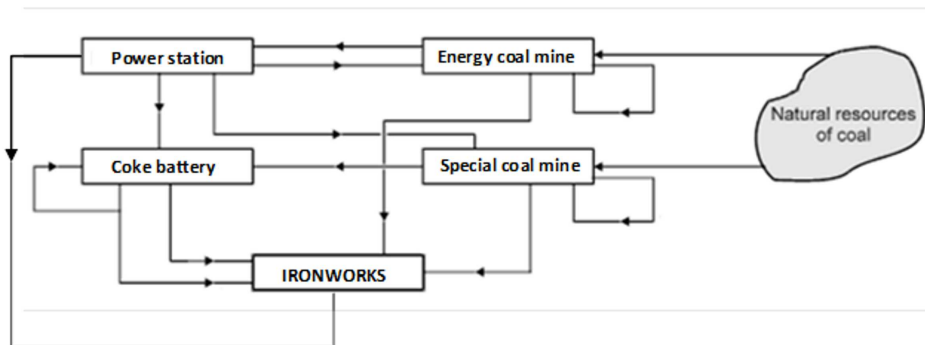 Power station
Energy coal mine
Natural resources
of coal
Coke battery
Special coal mine
IRONWORKS